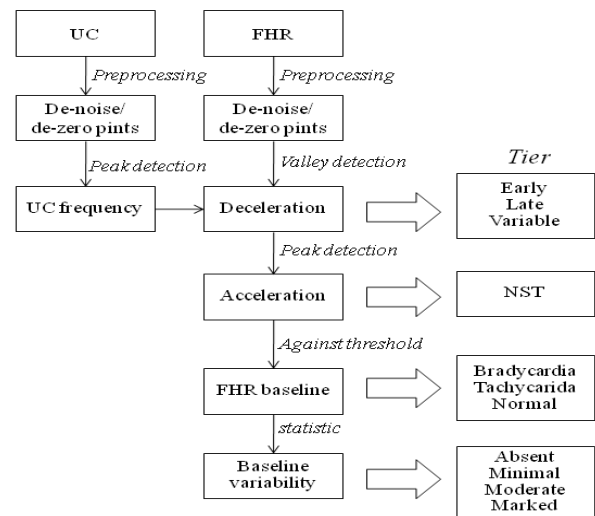 UC
FHR
Preprocessing
Preprocessing
De-noise/
de-zero pints
De-noise/
de-zero pints
Peak detection
Valley detection
Tier
UC frequency
Deceleration
Early
Late
Variable
Peak detection
Acceleration
NST
Against threshold
FHR baseline
Bradycardia
Tachycarida
Normal
statistic
Baseline
variability
Absent
Minimal
Moderate
Marked